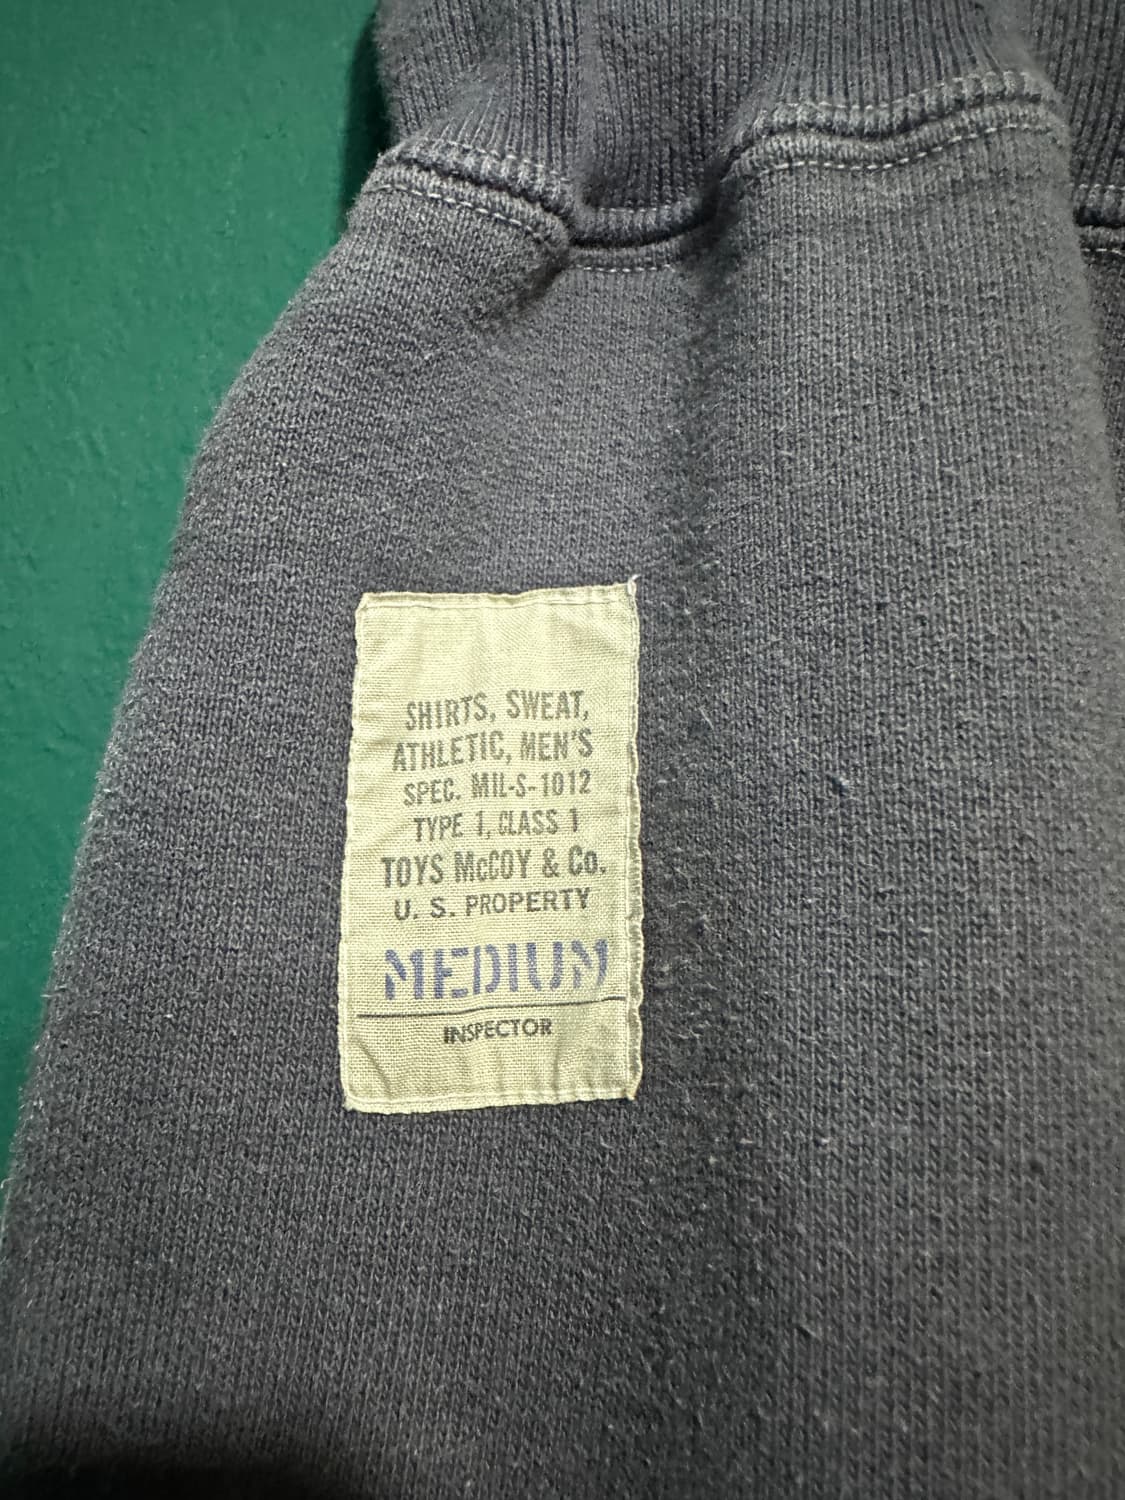 SHIRTS, SWEAT,
ATHLETIC, MEN'S
SPEC. MIL-S-1012
TYPE 1, CLASS 1
TOYS McCOY & Co.
U. S. PROPERTY
MEDIUM
INSPECTOR